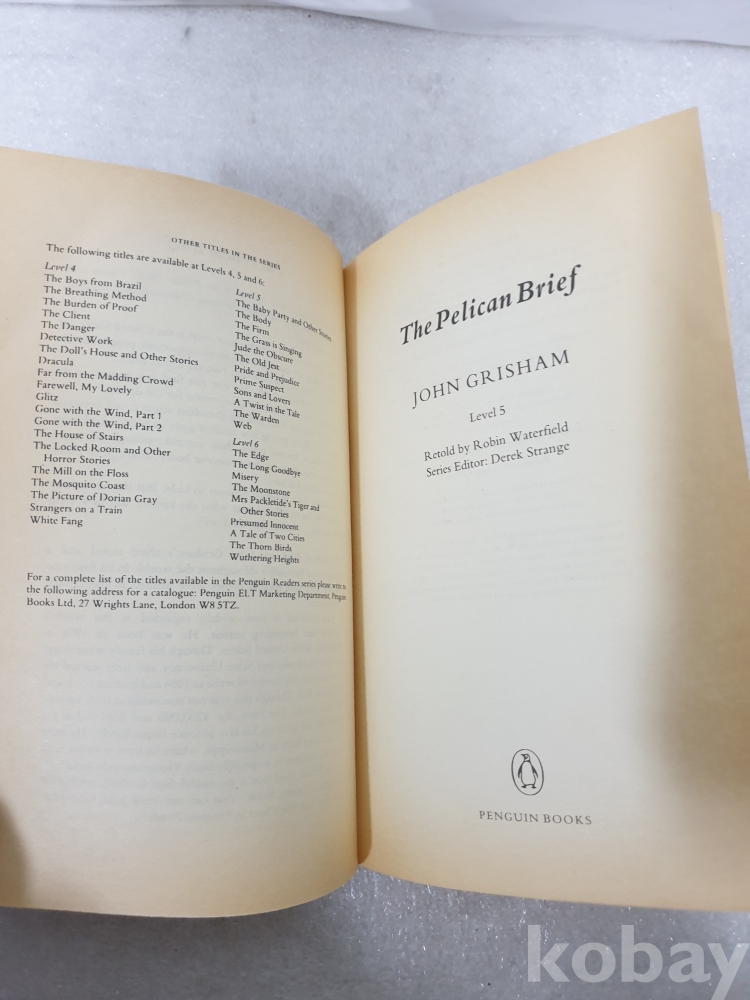 OTHER TITLES IN THE SERIES
The following titles are available at Levels 4, 5 and 6:
Level 4
The Boys from Brazil
The Breathing Method
The Burden of Proof
The Client
The Danger
Detective Work
The Doll's House and Other Stories
Dracula
Far from the Madding Crowd
Farewell, My Lovely
Glitz
Gone with the Wind, Part 1
Gone with the Wind, Part 2
The House of Stairs
The Locked Room and Other
Horror Stories
The Mill on the Floss
The Mosquito Coast
The Picture of Dorian Gray
Strangers on a Train
White Fang
Level 5
The Baby Party and Other Stories
The Body
The Firm
The Grass is Singing
Jude the Obscure
The Old Jest
Pride and Prejudice
Prime Suspect
Sons and Lovers
A Twist in the Tale
The Warden
Web
Level 6
The Edge
The Long Goodbye
Misery
The Moonstone
Mrs Packletide's Tiger and
Other Stories
Presumed Innocent
A Tale of Two Cities
The Thorn Birds
Wuthering Heights
For a complete list of the titles available in the Penguin Readers series please write to
the following address for a catalogue: Penguin ELT Marketing Department, Penguin
Books Ltd, 27 Wrights Lane, London W8 5TZ.
The Pelican Brief
JOHN GRISHAM
Level 5
Retold by Robin Waterfield
Series Editor: Derek Strange
PENGUIN BOOKS
kobay